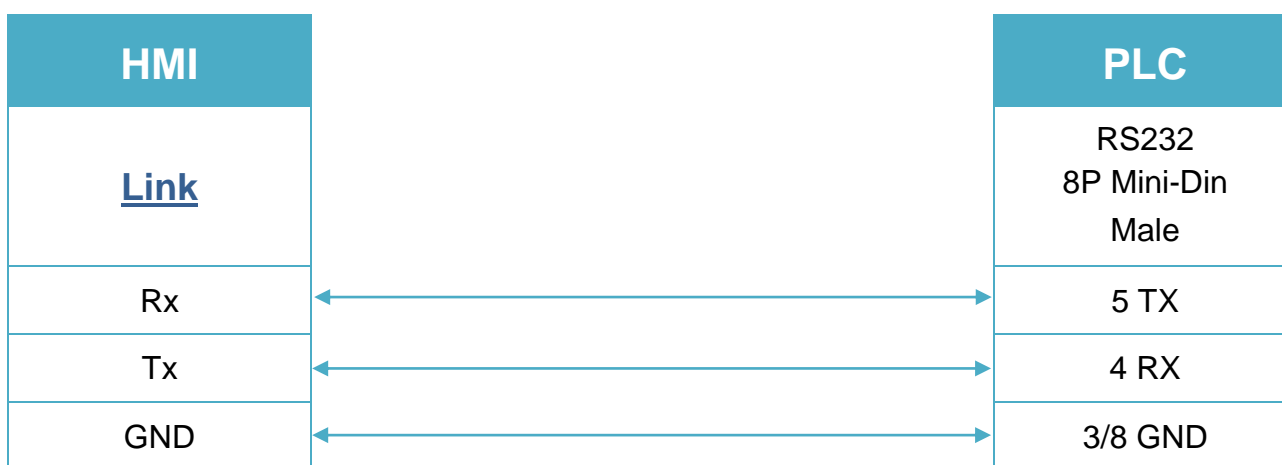 HMI
PLC
Link
RS232
8P Mini-Din
Male
Rx
5 TX
Tx
4 RX
GND
3/8 GND